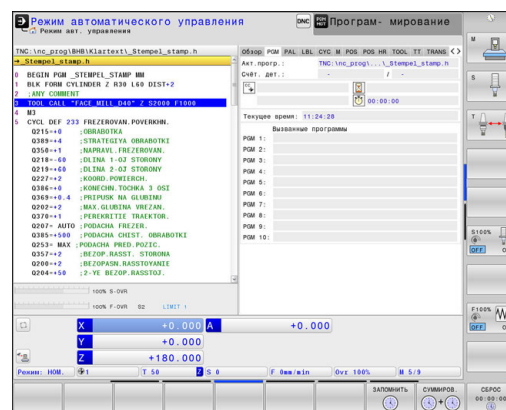 Режим автоматического управления
Режим авт. управления
DNC
Програм- мирование
TNC:\nc_prog\BHB\Klartext\_Stempel_stamp.h
→_Stempel_stamp.h
0 BEGIN PGM _STEMPEL_STAMP MM
1 BLK FORM CYLINDER Z R30 L60 DIST+2
2 ;ANY COMMENT
3 TOOL CALL "FACE_MILL_D40" Z S2000 F1000
4 M3
5 CYCL DEF 233 FREZEROVAN.POVERKHN.
Q215=+0 ;OBRABOTKA
Q389=+4 ;STRATEGIYA OBRABOTKI
Q350=+1 ;NAPRAVL.FREZEROVAN.
Q218=-60 ;DLINA 1-OJ STORONY
Q219=+60 ;DLINA 2-OJ STORONY
Q227=+2 ;KOORD.POWIERCH.
Q386=+0 ;KONECHN.TOCHKA 3 OSI
Q369=+0.4 ;PRIPUSK NA GLUBINU
Q202=+2 ;MAX.GLUBINA VREZAN.
Q370=+1 ;PEREKRITIE TRAEKTOR.
Q207= AUTO ;PODACHA FREZER.
Q385=+500 ;PODACHA CHIST. OBRABOTKI
Q253= MAX ;PODACHA PRED.POZIC.
Q357=+2 ;BEZOP.RASST. STORONA
Q200=+2 ;BEZOPASN.RASSTOYANIE
Q204=+50 ;2-YE BEZOP.RASSTOJ.
100% S-OVR
100% F-OVR S2 LIMIT 1
Обзор PGM PAL LBL CYC M POS POS HR TOOL TT TRANS
Акт.прогр.: TNC:\nc_prog\...\_Stempel_stamp.h
Счёт. дет.: - / -
00:00:00
Текущее время: 11:24:28
Вызванные программы
PGM 1:
PGM 2:
PGM 3:
PGM 4:
PGM 5:
PGM 6:
PGM 7:
PGM 8:
PGM 9:
PGM 10:
X +0.000 A +0.000
Y +0.000
Z +180.000
Режим: НОМ. 1 T 50 Z S 0 F 0mm/min Ovr 100% M 5/9
ЗАПОМНИТЬ
СУММИРОВ.
СБРОС
00:00:00
M
S
T
S100%
OFF
F100%
OFF